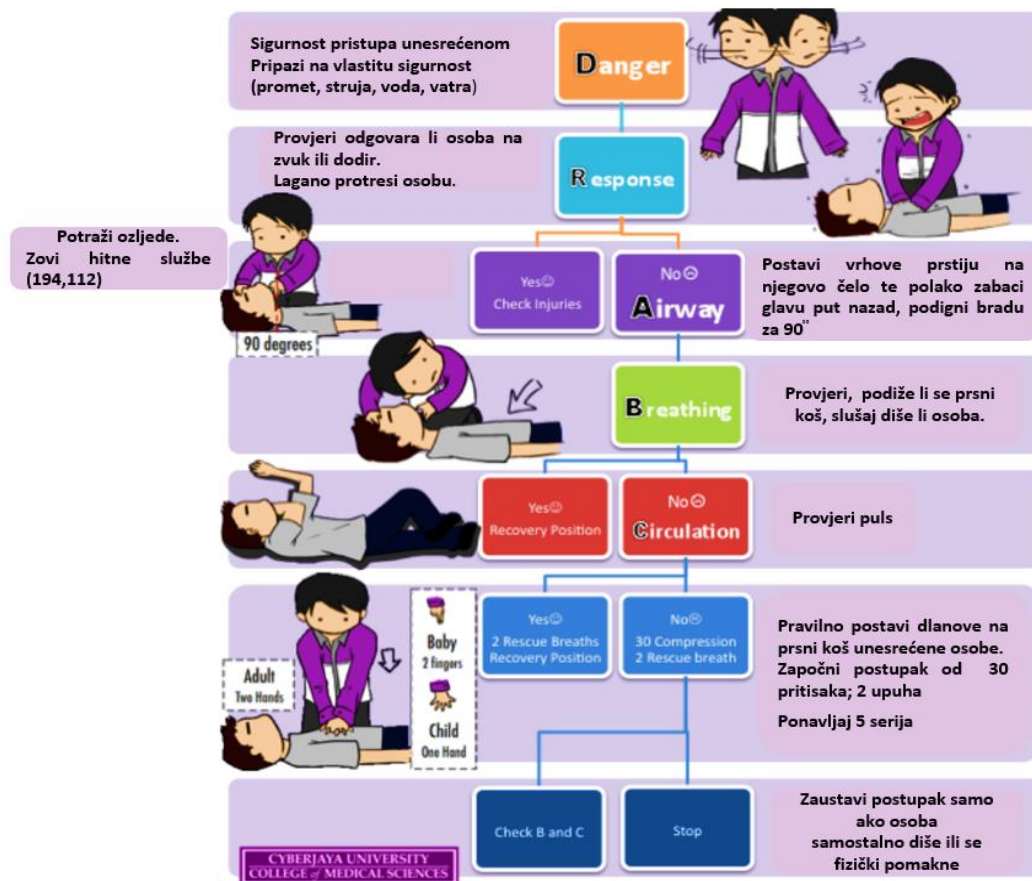 Sigurnost pristupa unesrećenom
Pripazi na vlastitu sigurnost
(promet, struja, voda, vatra)
Danger
Provjeri odgovara li osoba na
zvuk ili dodir.
Lagano protresi osobu.
Response
Potraži ozljede.
Zovi hitne službe
(194,112)
90 degrees
Yes☺
Check Injuries
No☹
Airway
Postavi vrhove prstiju na
njegovo čelo te polako zabaci
glavu put nazad, podigni bradu
za 90¨
Breathing
Provjeri, podiže li se prsni
koš, slušaj diše li osoba.
Yes☺
Recovery Position
No☹
Circulation
Provjeri puls
Adult
Two Hands
Baby
2 fingers
Child
One Hand
Yes☺
2 Rescue Breaths
Recovery Position
No☹
30 Compression
2 Rescue breath
Pravilno postavi dlanove na
prsni koš unesrećene osobe.
Započni postupak od 30
pritisaka; 2 upuha
Ponavljaj 5 serija
Check B and C
Stop
Zaustavi postupak samo
ako osoba
samostalno diše ili se
fizički pomakne
CYBERJAYA UNIVERSITY
COLLEGE of MEDICAL SCIENCES